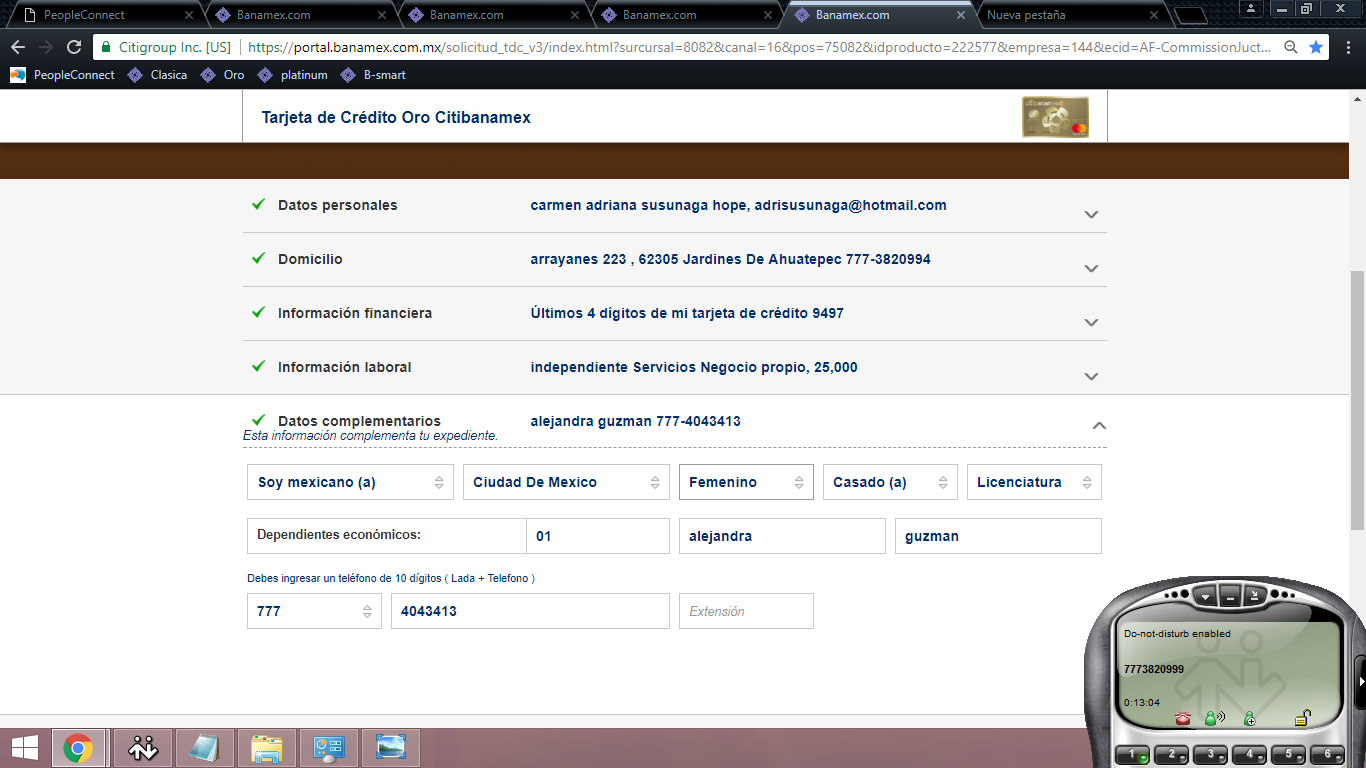 PeopleConnect
Banamex.com
Banamex.com
Banamex.com
Banamex.com
Nueva pestaña
Citigroup Inc. [US]
https://portal.banamex.com.mx/solicitud_tdc_v3/index.html?surcursal=8082&canal=16&pos=75082&idproducto=222577&empresa=144&ecid=AF-CommissionJuct...
PeopleConnect
Clasica
Oro
platinum
B-smart
Tarjeta de Crédito Oro Citibanamex
Datos personales carmen adriana susunaga hope, adrisusunaga@hotmail.com
Domicilio arrayanes 223 , 62305 Jardines De Ahuatepec 777-3820994
Información financiera Últimos 4 dígitos de mi tarjeta de crédito 9497
Información laboral independiente Servicios Negocio propio, 25,000
Datos complementarios alejandra guzman 777-4043413
Esta información complementa tu expediente.
Soy mexicano (a) Ciudad De Mexico Femenino Casado (a) Licenciatura
Dependientes económicos: 01 alejandra guzman
Debes ingresar un teléfono de 10 dígitos ( Lada + Telefono )
777 4043413 Extensión
Do-not-disturb enabled
7773820999
0:13:04
1 2 3 4 5 6